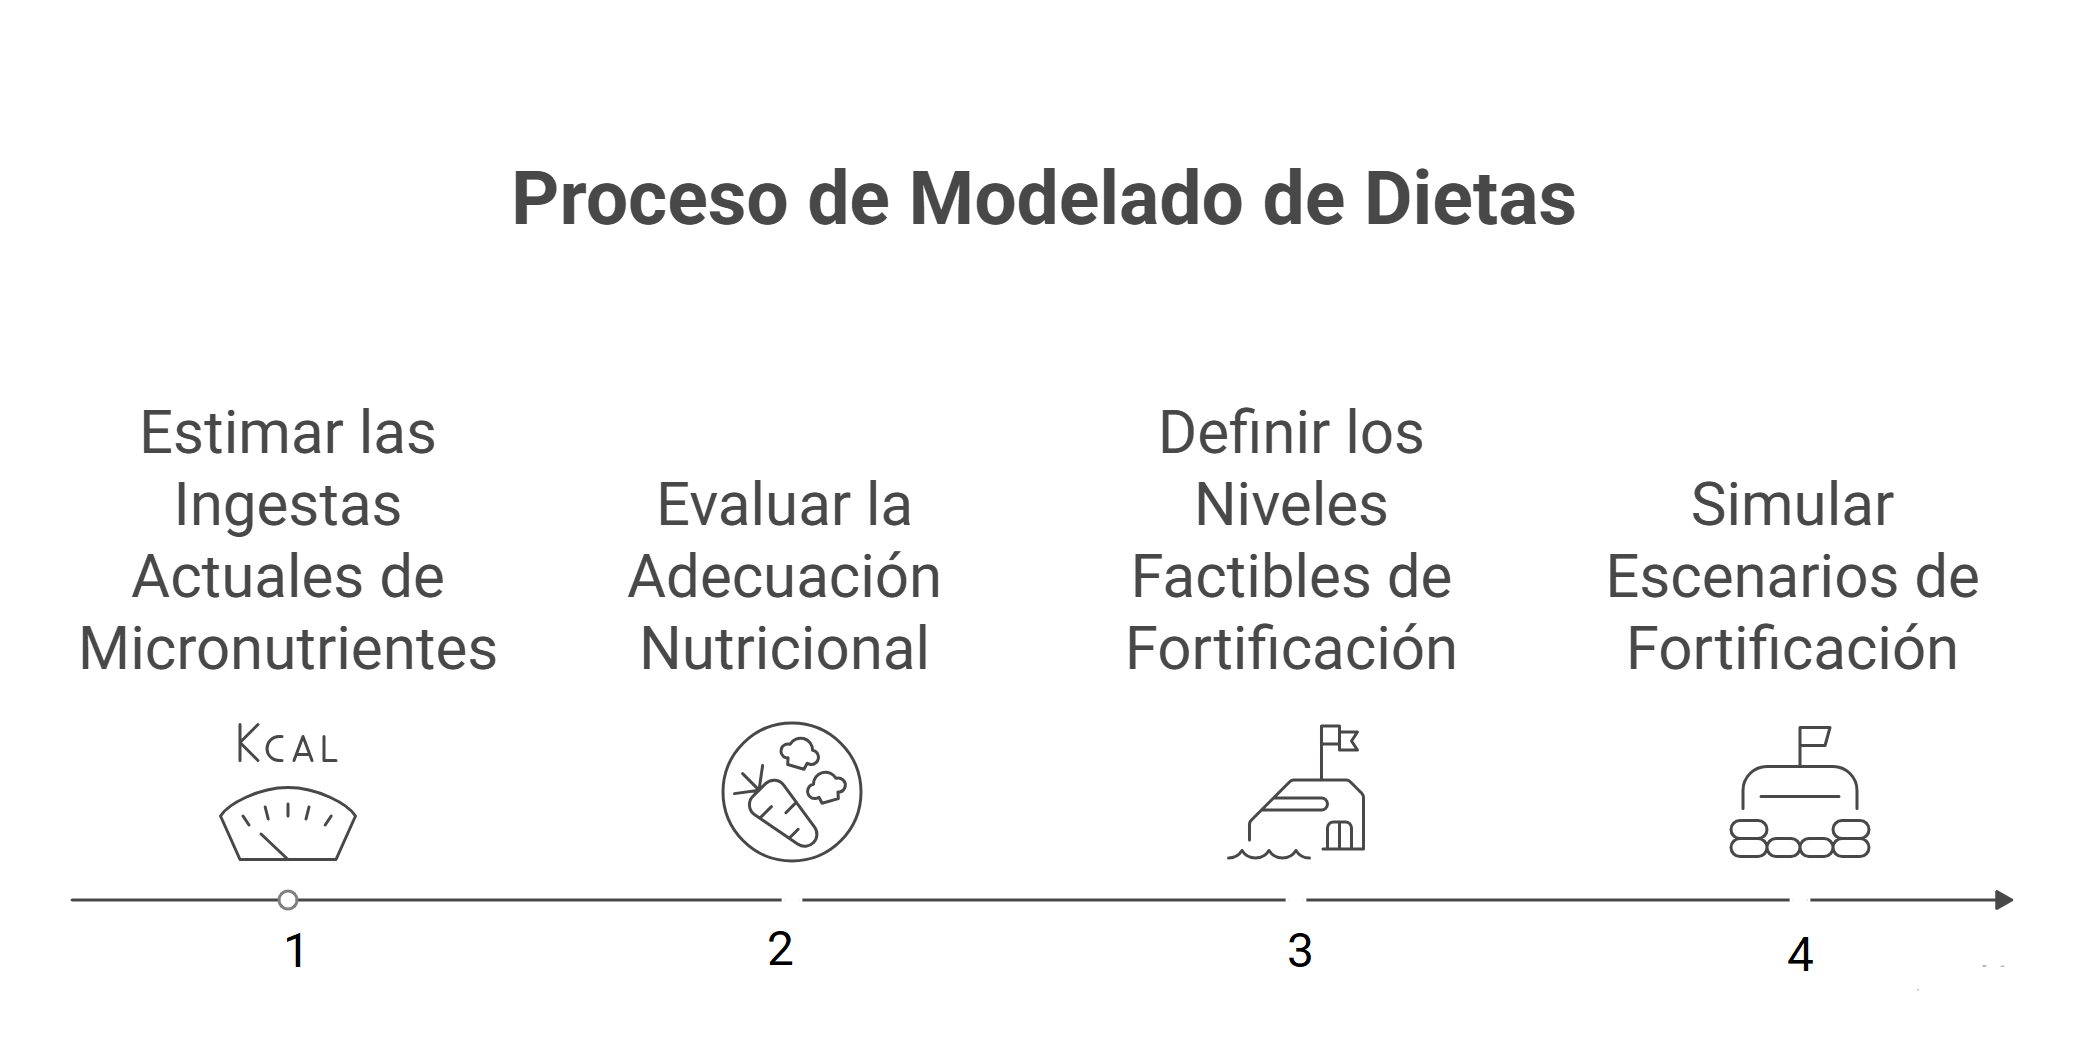 Proceso de Modelado de Dietas
Estimar las
Ingestas
Actuales de
Micronutrientes
Evaluar la
Adecuación
Nutricional
Definir los
Niveles
Factibles de
Fortificación
Simular
Escenarios de
Fortificación
KCAL
1
2
3
4